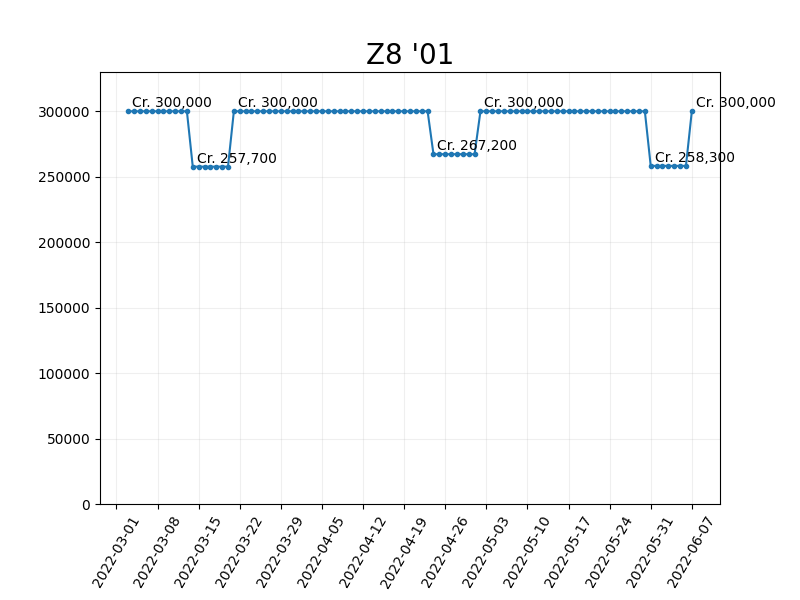 Z8 '01
Cr. 300,000
Cr. 300,000
Cr. 300,000
Cr. 300,000
Cr. 257,700
Cr. 267,200
Cr. 258,300
300000
250000
200000
150000
100000
50000
0
2022-03-01
2022-03-08
2022-03-15
2022-03-22
2022-03-29
2022-04-05
2022-04-12
2022-04-19
2022-04-26
2022-05-03
2022-05-10
2022-05-17
2022-05-24
2022-05-31
2022-06-07